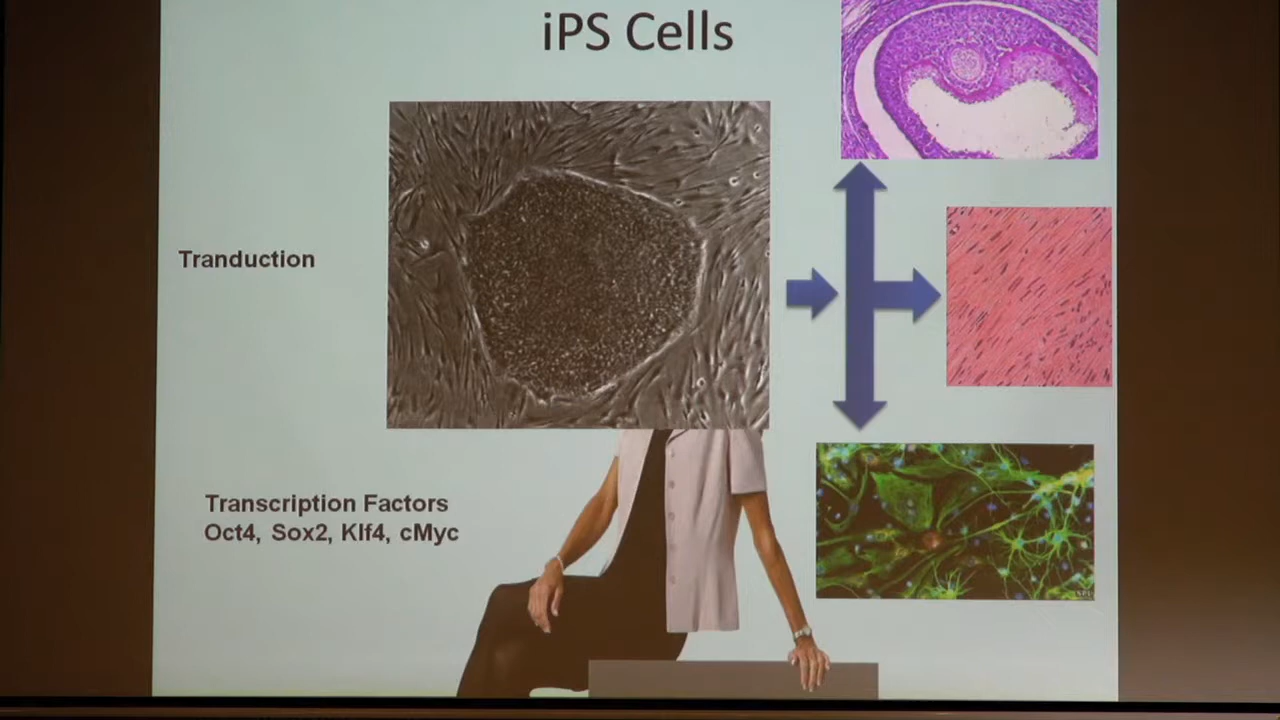 iPS Cells
Tranduction
Transcription Factors
Oct4, Sox2, Klf4, cMyc